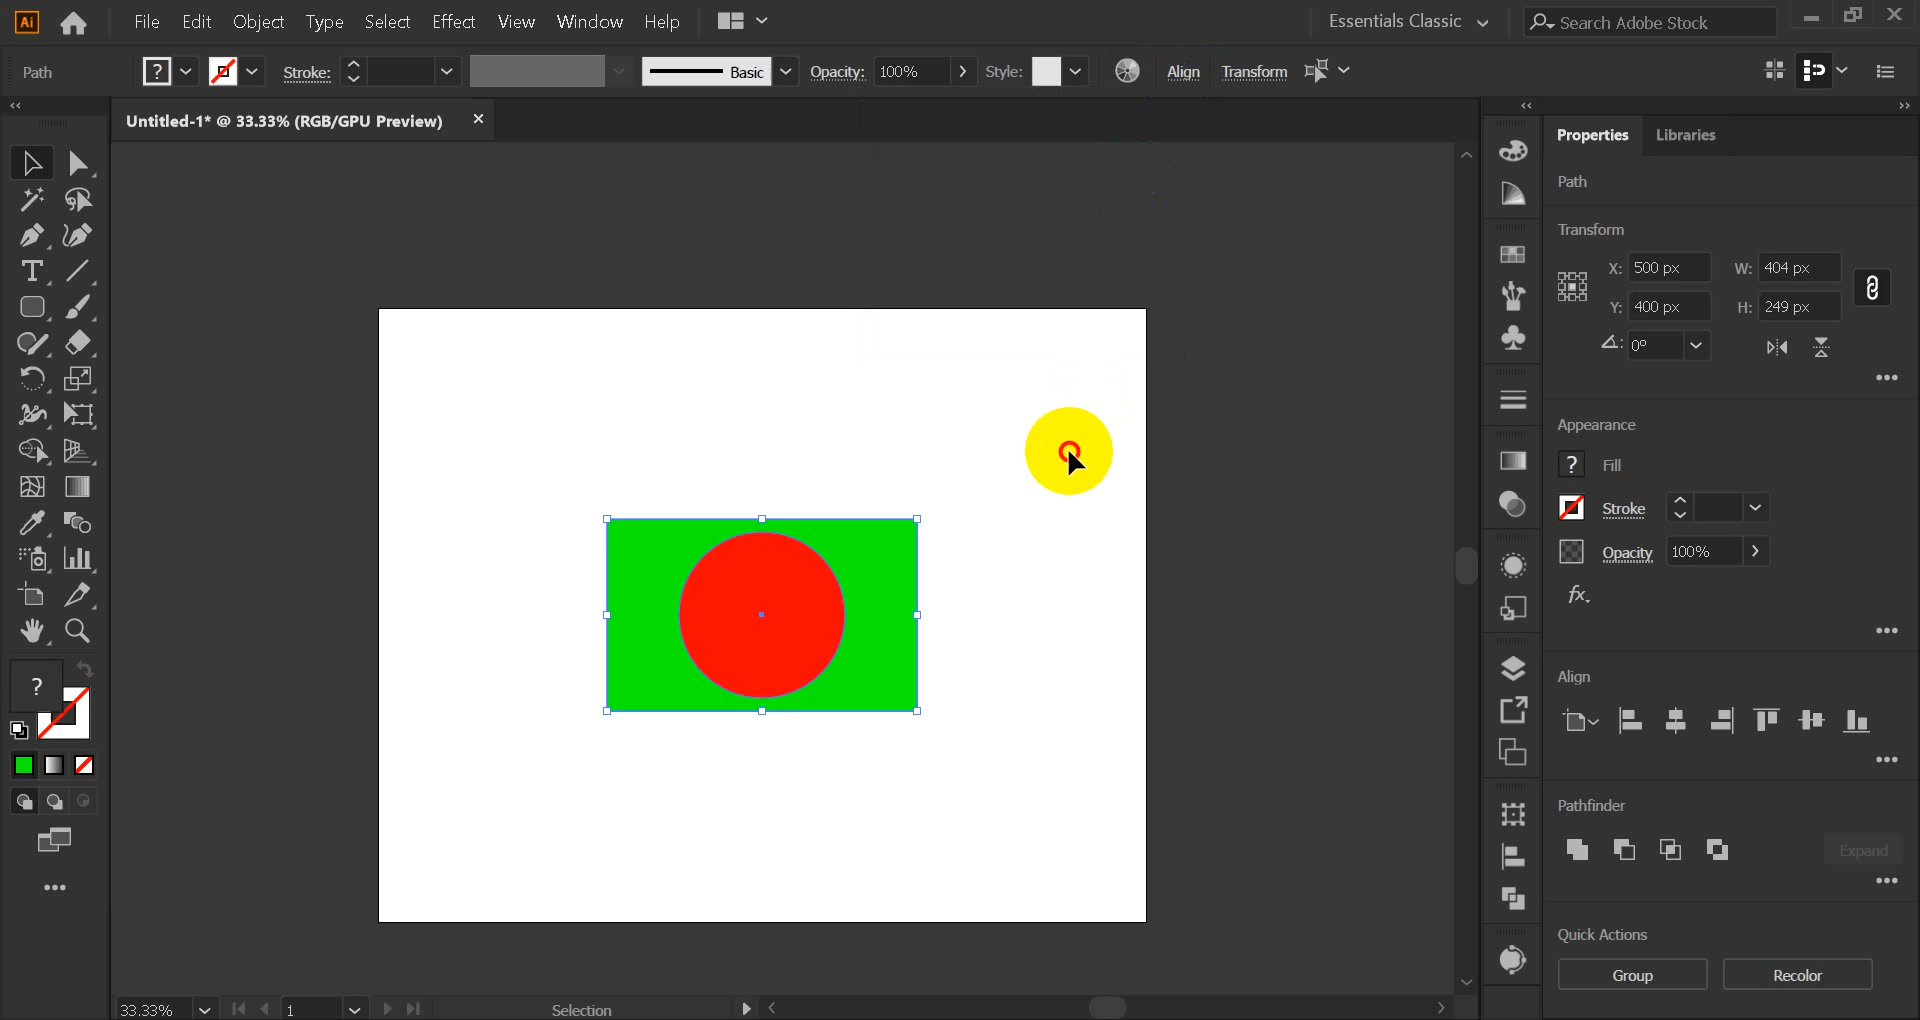 Ai File Edit Object Type Select Effect View Window Help Essentials Classic Search Adobe Stock
Path ? Stroke: Basic Opacity: 100% Style: Align Transform
Untitled-1* @ 33.33% (RGB/GPU Preview)
Properties Libraries
Path
Transform
X: 500 px W: 404 px
Y: 400 px H: 249 px
0°
Appearance
? Fill
Stroke
Opacity 100%
fx.
Align
Pathfinder
Expand
Quick Actions
Group Recolor
T
?
33.33% 1 Selection